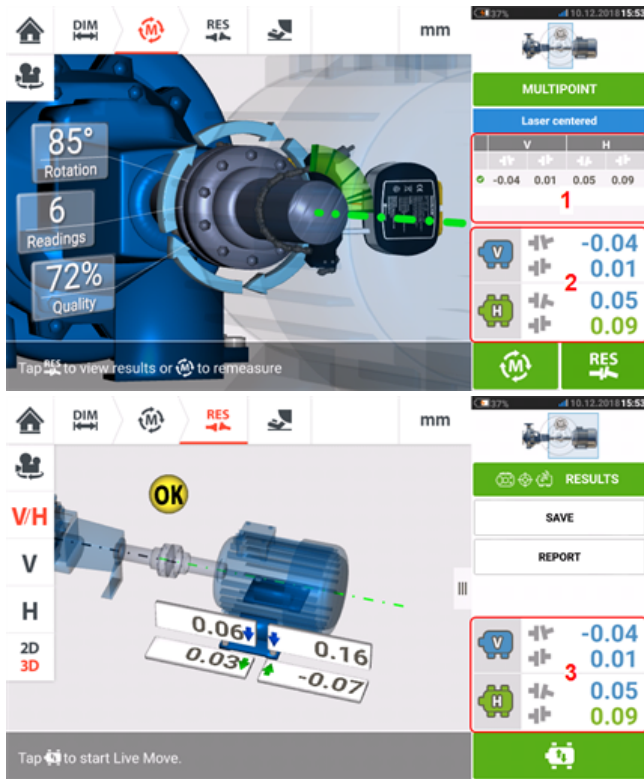 DIM
M
RES
mm
37%
10.12.2018 15:53
MULTIPOINT
Laser centered
V H
-0.04 0.01 0.05 0.09
1
85°
Rotation
6
Readings
72%
Quality
V -0.04
0.01
2
H 0.05
0.09
Tap RES to view results or M to remeasure
M
RES
DIM
M
RES
mm
37%
10.12.2018 15:53
RESULTS
SAVE
REPORT
OK
V/H
V
H
2D
3D
0.06 0.16
0.03 -0.07
V -0.04
0.01
3
H 0.05
0.09
Tap to start Live Move.